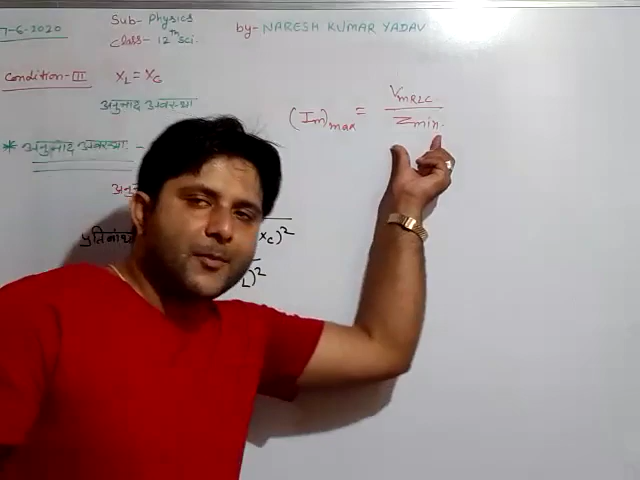 7-6-2020
Sub- Physics
Class- 12th sci.
by- NARESH KUMAR YADAV
Condition-III XL = XC
अनुनाद अवस्था
* अनुनाद अवस्था -
(Im)max = VmRLC / Zmin.
xc)²
L)²